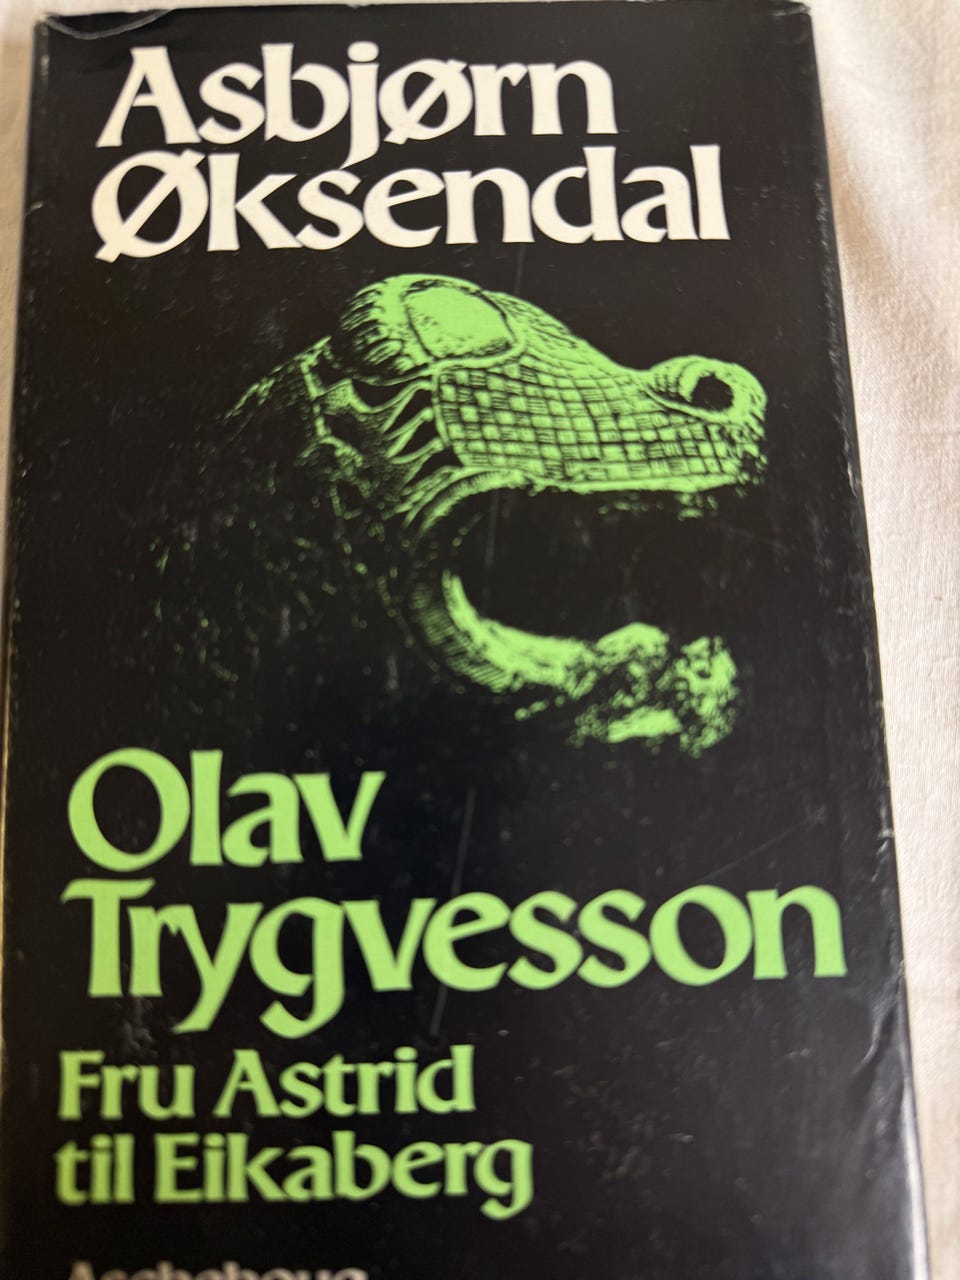 Asbjørn
Øksendal
Olav
Trygvesson
Fru Astrid
til Eikaberg